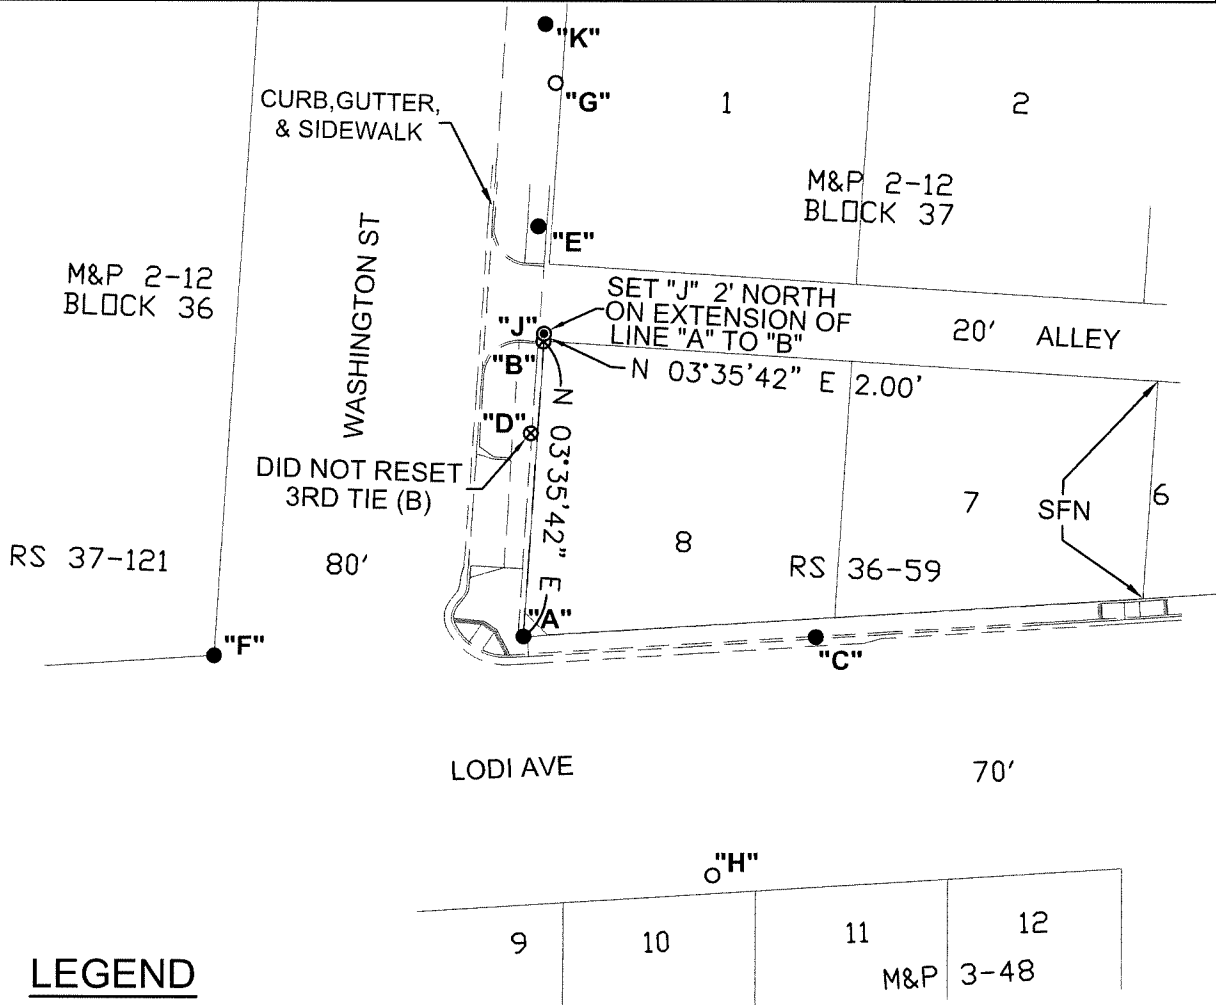 "K"
"G"
CURB,GUTTER,
& SIDEWALK
1
2
M&P 2-12
BLOCK 37
"E"
WASHINGTON ST
M&P 2-12
BLOCK 36
SET "J" 2' NORTH
ON EXTENSION OF
LINE "A" TO "B"
"J"
20' ALLEY
"B"
N 03°35'42" E 2.00'
"D"
N 03°35'42" E
DID NOT RESET
3RD TIE (B)
7
6
SFN
8
RS 37-121
80'
RS 36-59
"A"
"F"
"C"
LODI AVE
70'
"H"
9
10
11
12
M&P 3-48
LEGEND